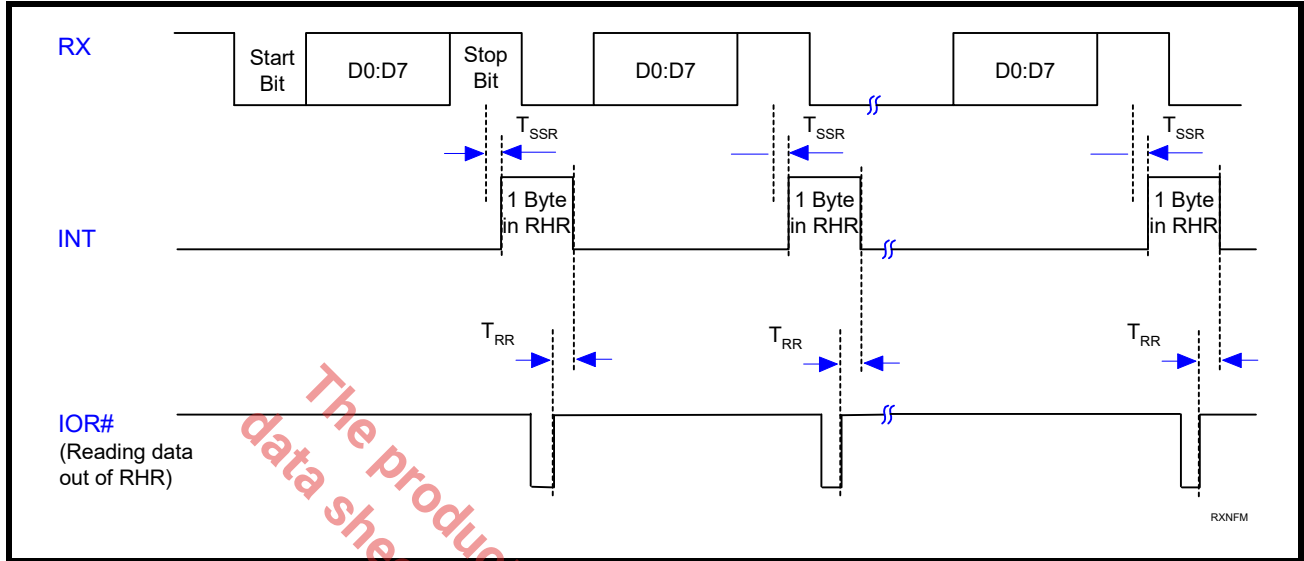 RX
Start
Bit
D0:D7
Stop
Bit
D0:D7
D0:D7
TSSR
TSSR
TSSR
INT
1 Byte
in RHR
1 Byte
in RHR
1 Byte
in RHR
TRR
TRR
TRR
IOR#
(Reading data
out of RHR)
The produc
data she
RXNFM